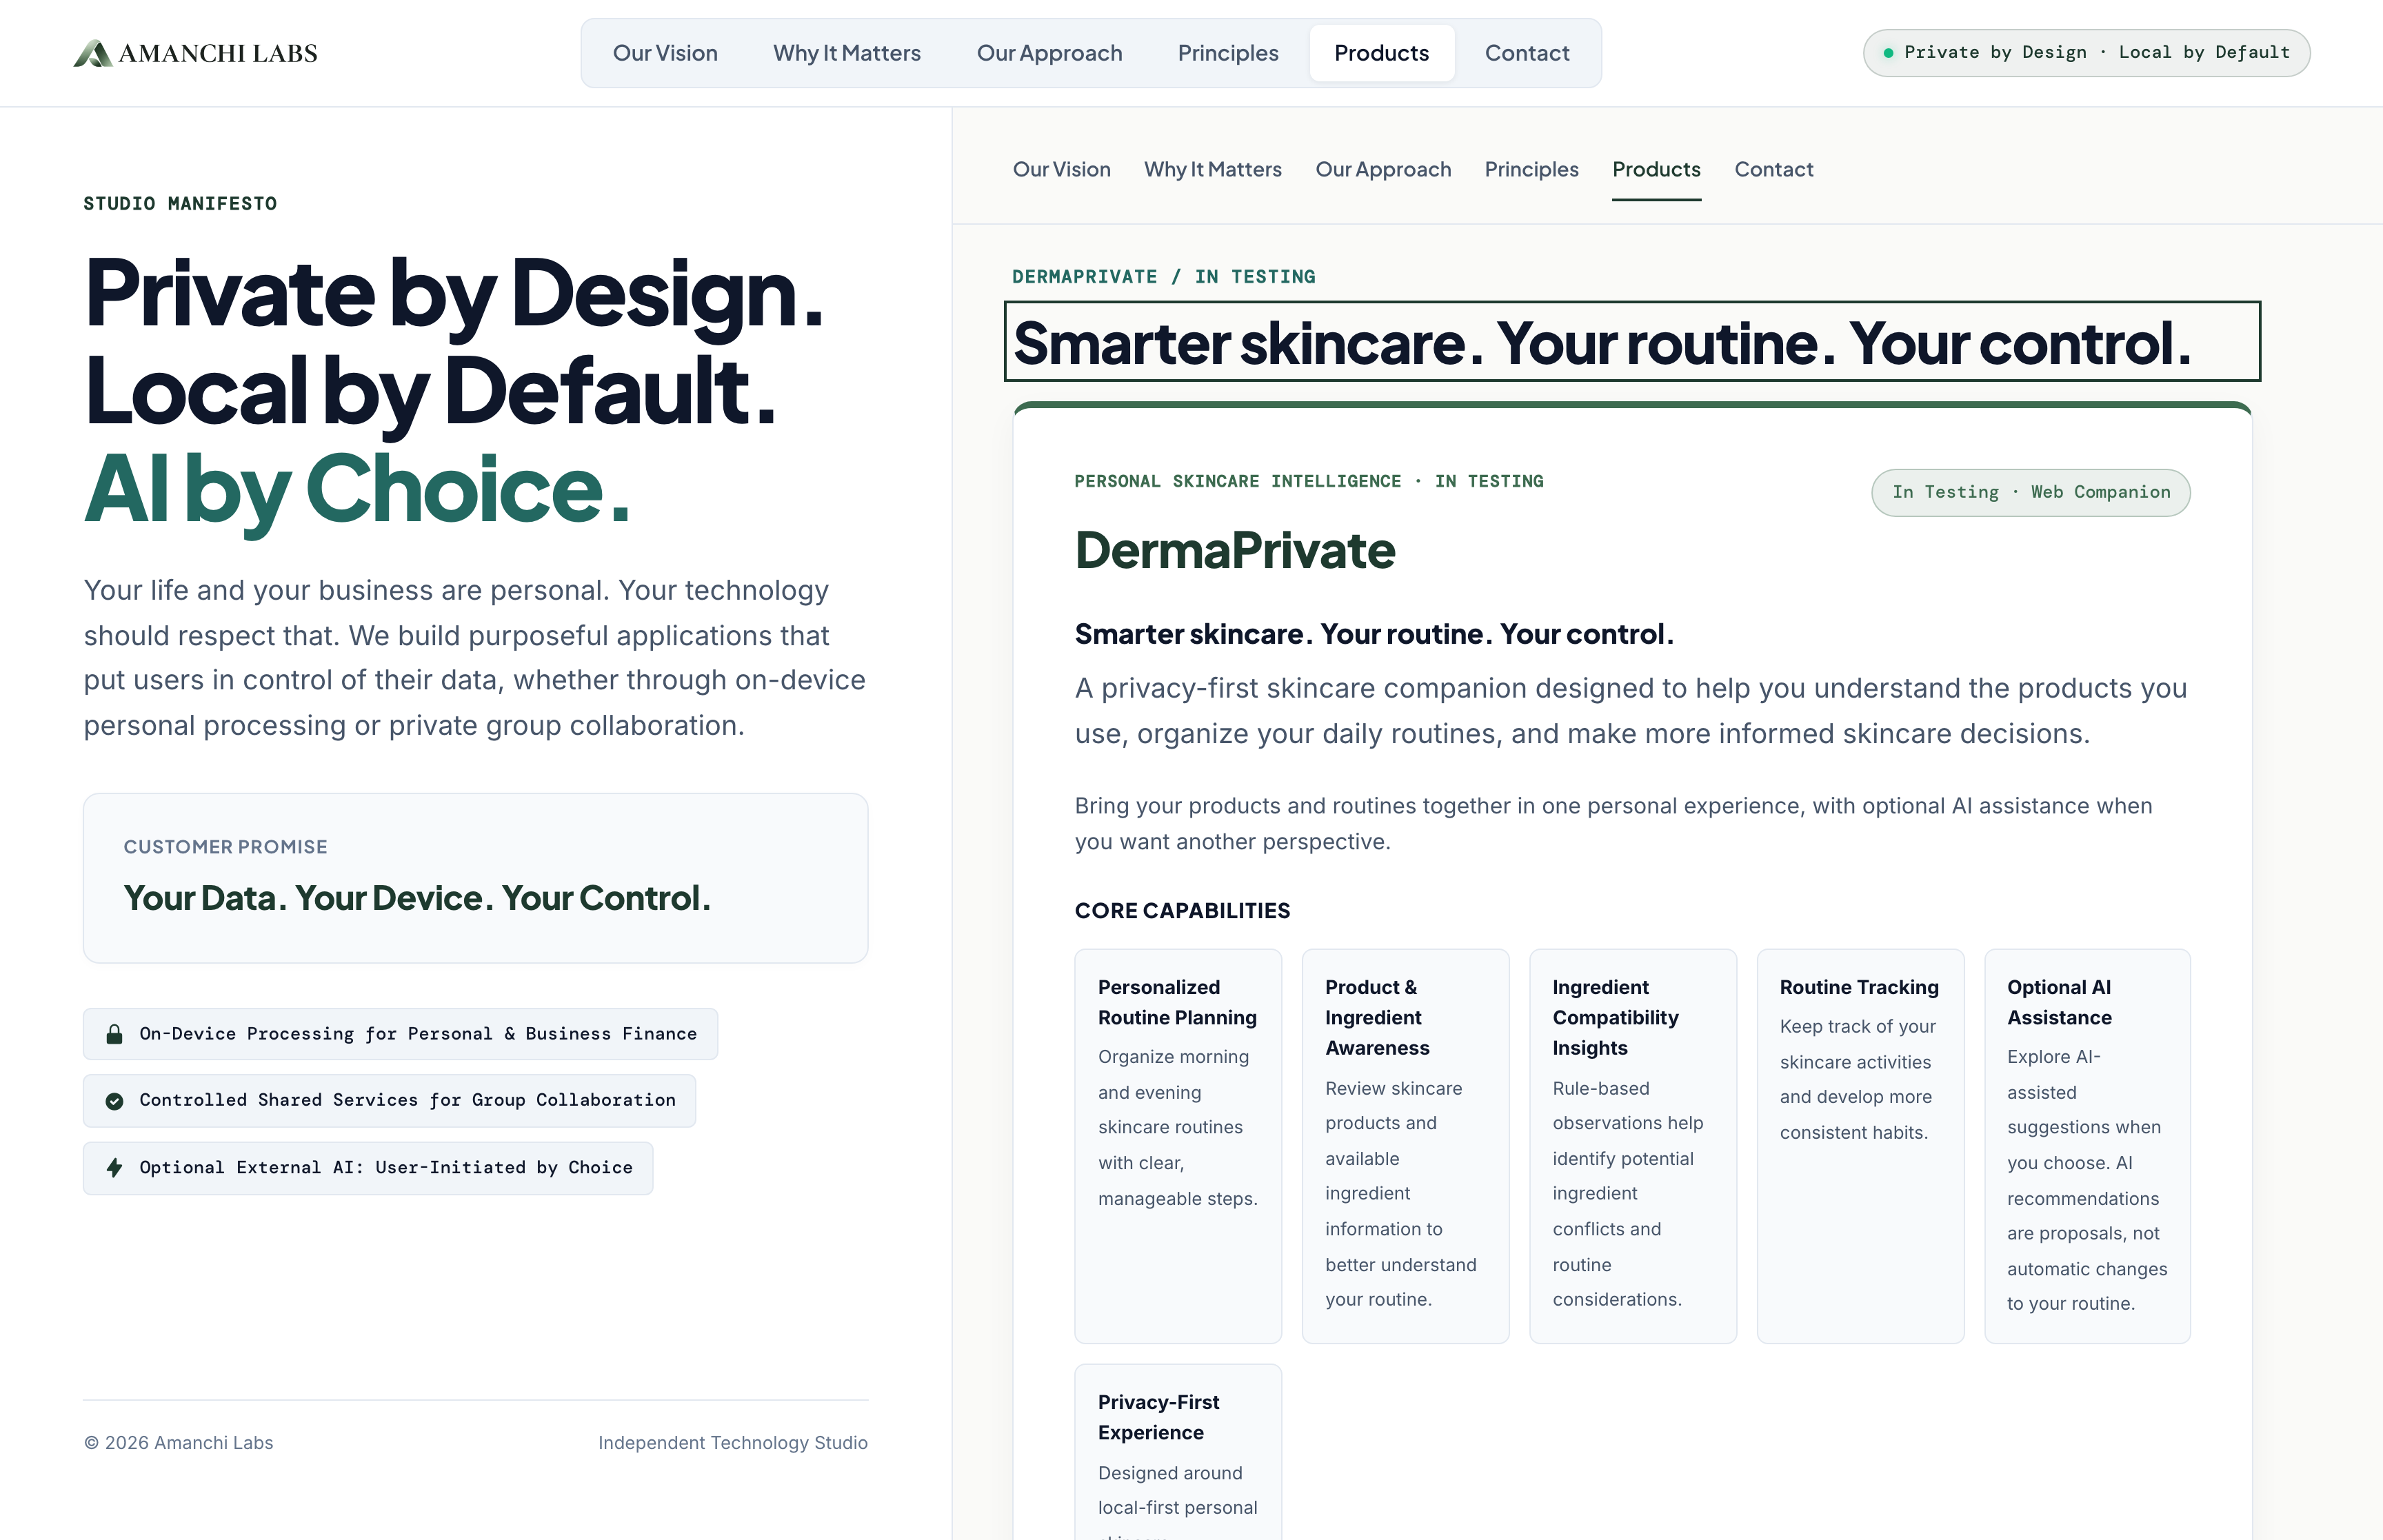 AMANCHI LABS
Our Vision
Why It Matters
Our Approach
Principles
Products
Contact
Private by Design · Local by Default
STUDIO MANIFESTO
Private by Design.
Local by Default.
AI by Choice.
Your life and your business are personal. Your technology
should respect that. We build purposeful applications that
put users in control of their data, whether through on-device
personal processing or private group collaboration.
CUSTOMER PROMISE
Your Data. Your Device. Your Control.
On-Device Processing for Personal & Business Finance
Controlled Shared Services for Group Collaboration
Optional External AI: User-Initiated by Choice
© 2026 Amanchi Labs
Independent Technology Studio
Our Vision
Why It Matters
Our Approach
Principles
Products
Contact
DERMAPRIVATE / IN TESTING
Smarter skincare. Your routine. Your control.
PERSONAL SKINCARE INTELLIGENCE · IN TESTING
In Testing · Web Companion
DermaPrivate
Smarter skincare. Your routine. Your control.
A privacy-first skincare companion designed to help you understand the products you
use, organize your daily routines, and make more informed skincare decisions.
Bring your products and routines together in one personal experience, with optional AI assistance when
you want another perspective.
CORE CAPABILITIES
Personalized
Routine Planning
Organize morning
and evening
skincare routines
with clear,
manageable steps.
Product &
Ingredient
Awareness
Review skincare
products and
available
ingredient
information to
better understand
your routine.
Ingredient
Compatibility
Insights
Rule-based
observations help
identify potential
ingredient
conflicts and
routine
considerations.
Routine Tracking
Keep track of your
skincare activities
and develop more
consistent habits.
Optional AI
Assistance
Explore AI-
assisted
suggestions when
you choose. AI
recommendations
are proposals, not
automatic changes
to your routine.
Privacy-First
Experience
Designed around
local-first personal